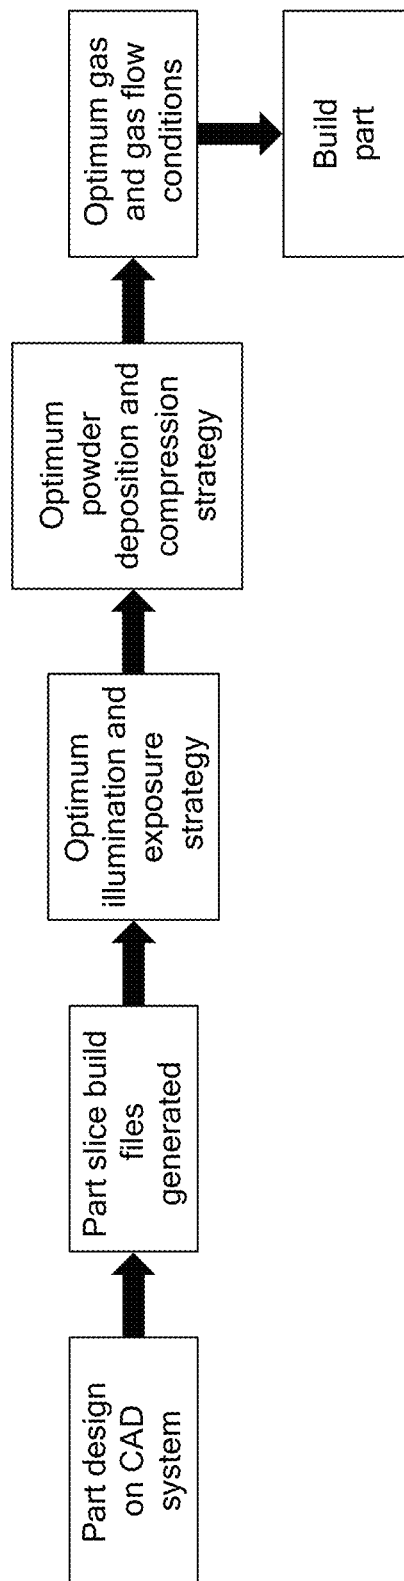 Part design
on CAD
system
Part slice build
files
generated
Optimum
illumination and
exposure
strategy
Optimum
powder
deposition and
compression
strategy
Optimum gas
and gas flow
conditions
Build
part